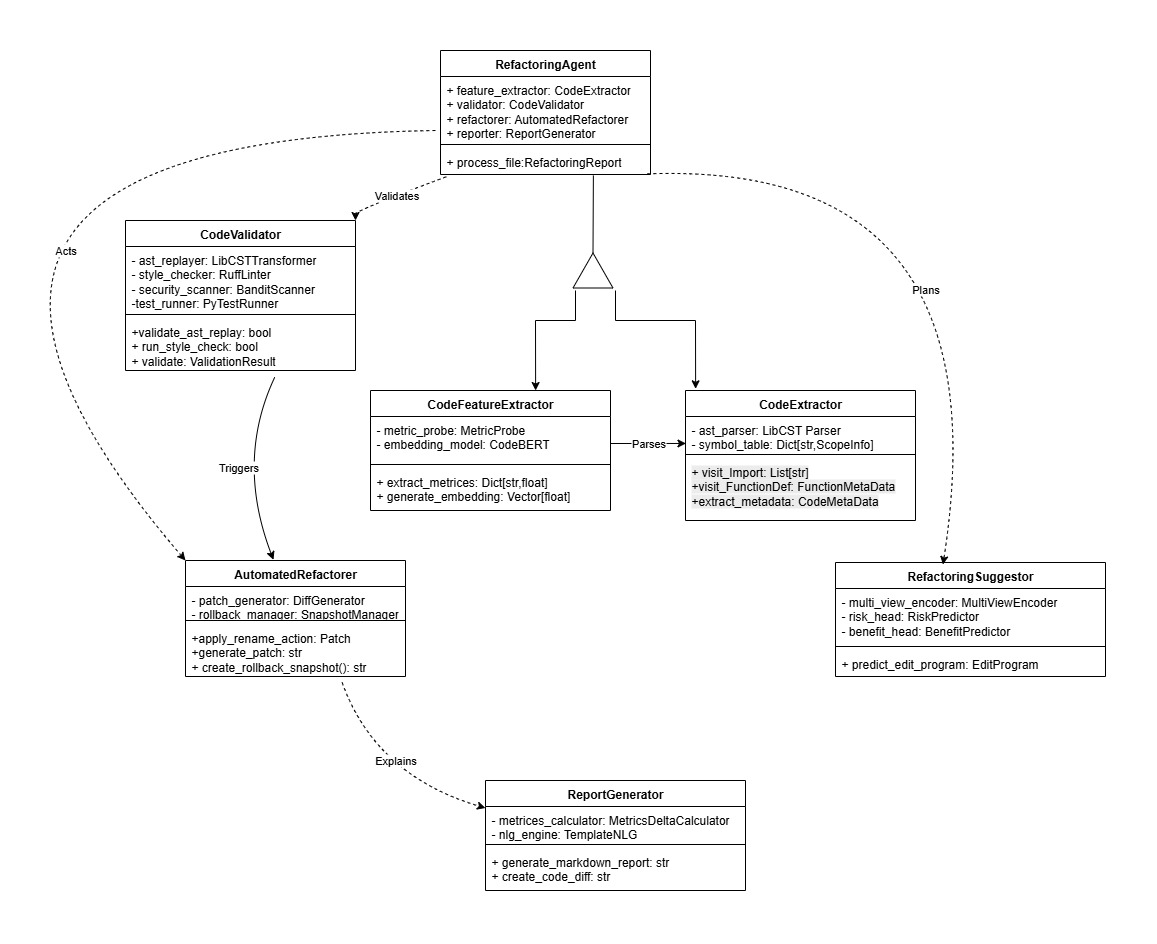 RefactoringAgent
+ feature_extractor: CodeExtractor
+ validator: CodeValidator
+ refactorer: AutomatedRefactorer
+ reporter: ReportGenerator
+ process_file:RefactoringReport
Validates
Acts
Plans
CodeValidator
- ast_replayer: LibCSTTransformer
- style_checker: RuffLinter
- security_scanner: BanditScanner
-test_runner: PyTestRunner
+validate_ast_replay: bool
+ run_style_check: bool
+ validate: ValidationResult
CodeFeatureExtractor
- metric_probe: MetricProbe
- embedding_model: CodeBERT
+ extract_metrices: Dict[str,float]
+ generate_embedding: Vector[float]
Parses
CodeExtractor
- ast_parser: LibCST Parser
- symbol_table: Dict[str,ScopeInfo]
+ visit_Import: List[str]
+visit_FunctionDef: FunctionMetaData
+extract_metadata: CodeMetaData
Triggers
AutomatedRefactorer
- patch_generator: DiffGenerator
- rollback_manager: SnapshotManager
+apply_rename_action: Patch
+generate_patch: str
+ create_rollback_snapshot(): str
RefactoringSuggestor
- multi_view_encoder: MultiViewEncoder
- risk_head: RiskPredictor
- benefit_head: BenefitPredictor
+ predict_edit_program: EditProgram
Explains
ReportGenerator
- metrices_calculator: MetricsDeltaCalculator
- nlg_engine: TemplateNLG
+ generate_markdown_report: str
+ create_code_diff: str